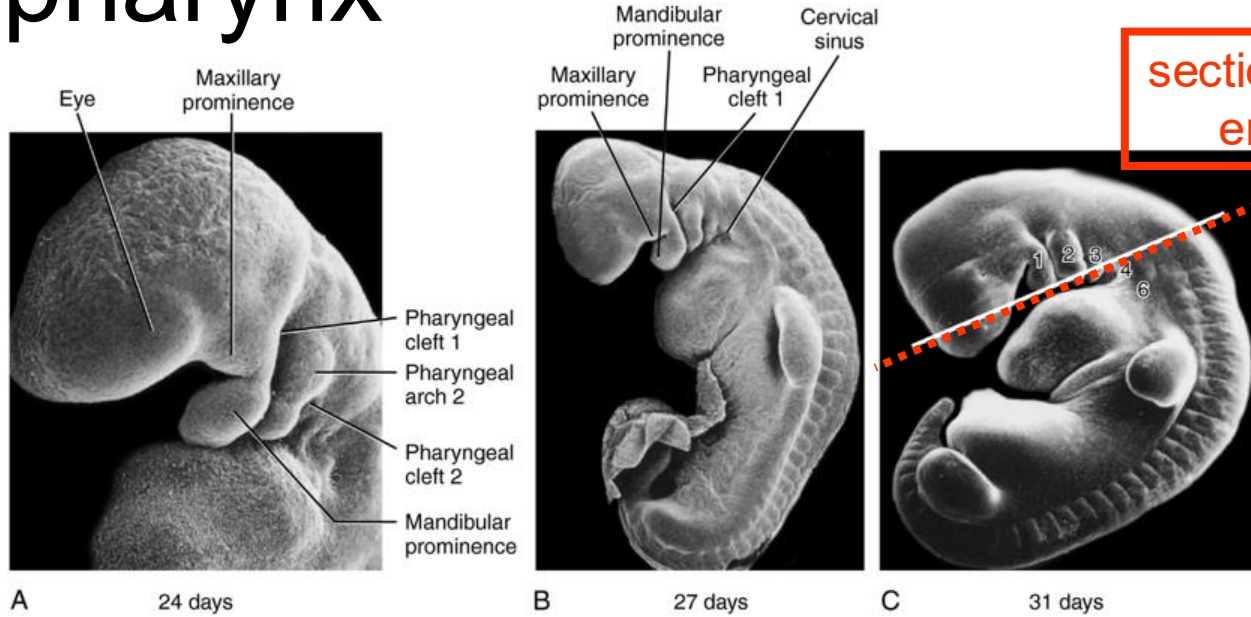 pharynx
Eye
Maxillary
prominence
Pharyngeal
cleft 1
Pharyngeal
arch 2
Pharyngeal
cleft 2
Mandibular
prominence
A
24 days
Mandibular
prominence
Cervical
sinus
Maxillary
prominence
Pharyngeal
cleft 1
B
27 days
1
2
3
4
6
C
31 days